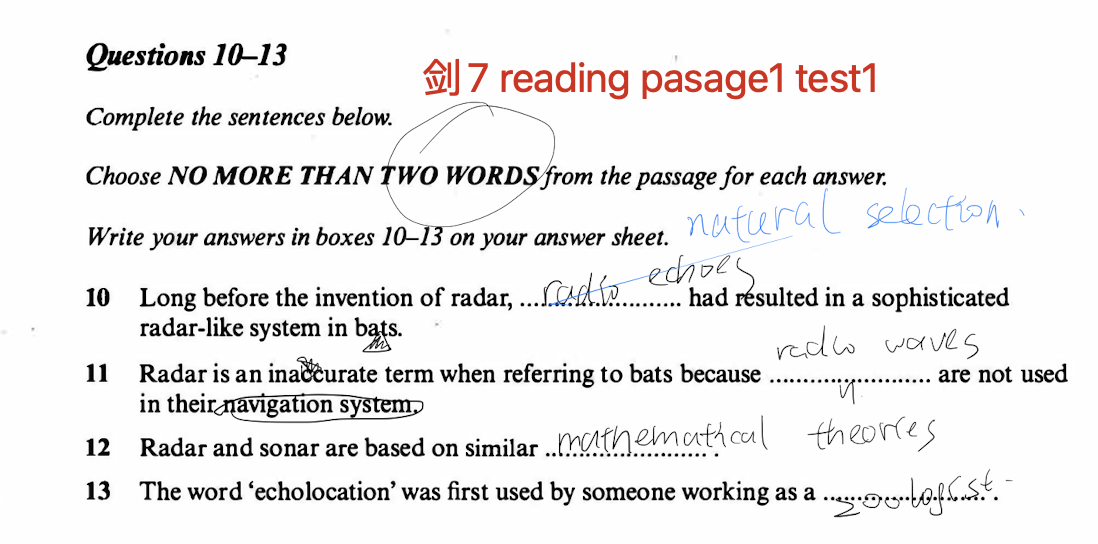 Questions 10–13
剑7 reading pasage1 test1
Complete the sentences below.
Choose NO MORE THAN TWO WORDS from the passage for each answer.
natural selection.
Write your answers in boxes 10–13 on your answer sheet.
echoes
10 Long before the invention of radar, ...radio................. had resulted in a sophisticated
radar-like system in bats.
radio waves
11 Radar is an inaccurate term when referring to bats because .......................... are not used
in their navigation system.
12 Radar and sonar are based on similar ..mathematical theories
13 The word ‘echolocation’ was first used by someone working as a ..........................
zoologist